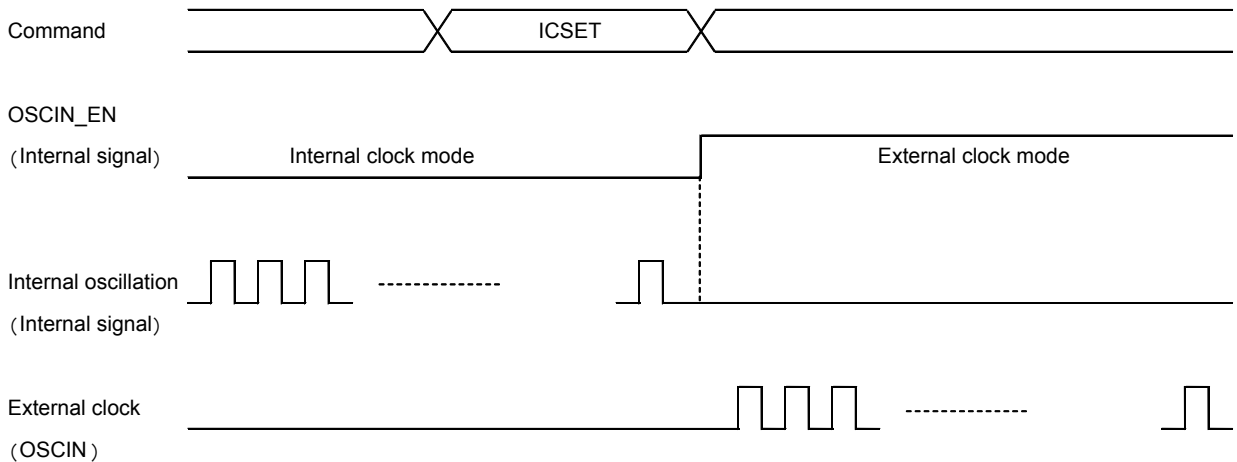 Command
ICSET
OSCIN_EN
（Internal signal）
Internal clock mode
External clock mode
Internal oscillation
（Internal signal）
External clock
（OSCIN）